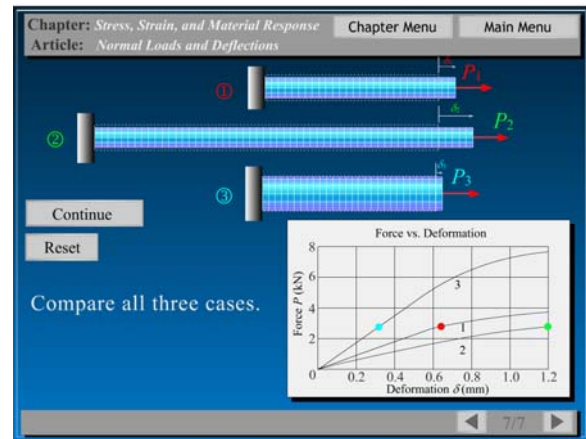 Chapter: Stress, Strain, and Material Response
Chapter Menu
Main Menu
Article: Normal Loads and Deflections
① P₁
② δ₂ P₂
③ δ₃ P₃
Continue
Reset
Compare all three cases.
Force vs. Deformation
Force P (kN)
8
6
4
2
0
3
1
2
0.2 0.4 0.6 0.8 1.0 1.2
Deformation δ (mm)
7/7